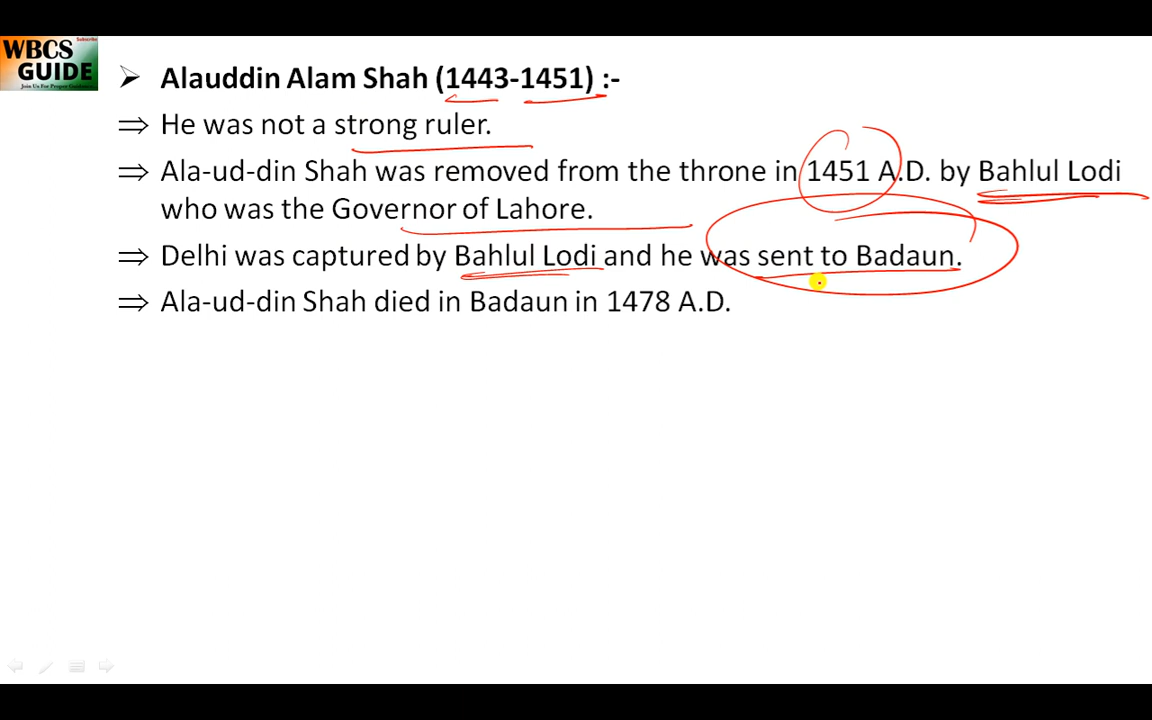 Subscribe
WBCS
GUIDE
➢ Alauddin Alam Shah (1443-1451) :-
⇒ He was not a strong ruler.
⇒ Ala-ud-din Shah was removed from the throne in 1451 A.D. by Bahlul Lodi
who was the Governor of Lahore.
⇒ Delhi was captured by Bahlul Lodi and he was sent to Badaun.
⇒ Ala-ud-din Shah died in Badaun in 1478 A.D.